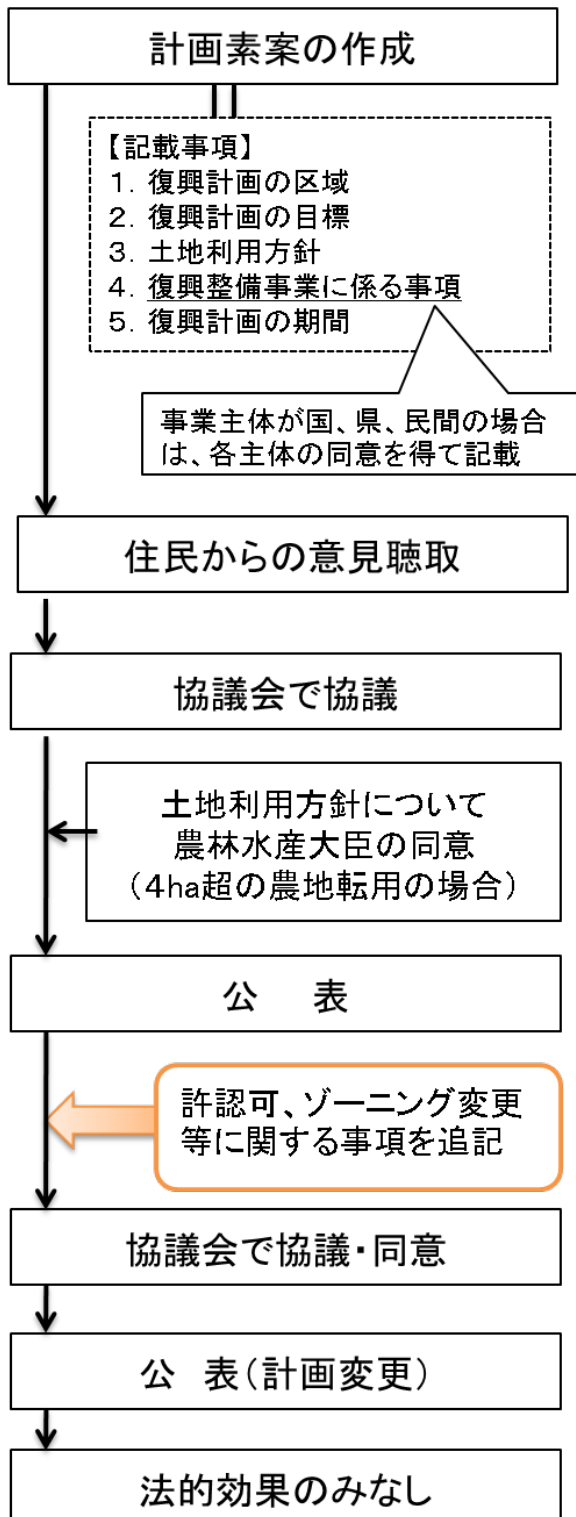 計画素案の作成
【記載事項】
1. 復興計画の区域
2. 復興計画の目標
3. 土地利用方針
4. 復興整備事業に係る事項
5. 復興計画の期間
事業主体が国、県、民間の場合
は、各主体の同意を得て記載
住民からの意見聴取
協議会で協議
土地利用方針について
農林水産大臣の同意
（4ha超の農地転用の場合）
公　表
許認可、ゾーニング変更
等に関する事項を追記
協議会で協議・同意
公　表（計画変更）
法的効果のみなし